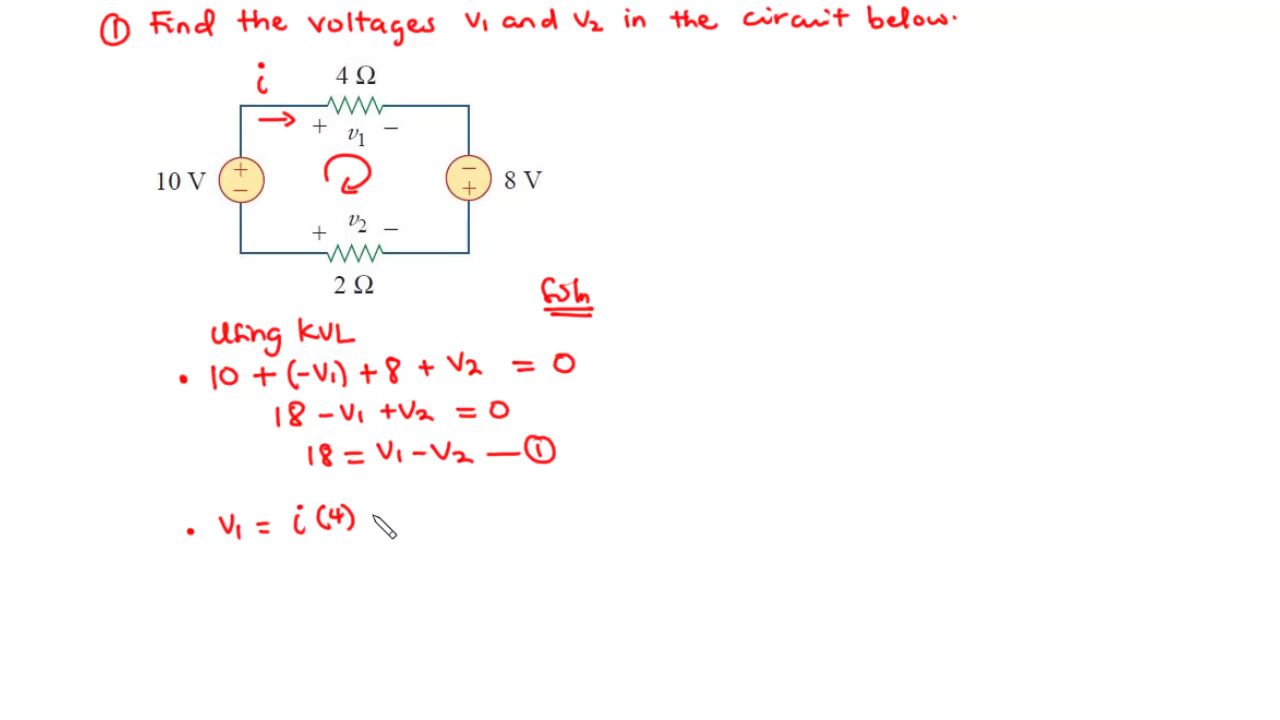 ① Find the voltages v₁ and v₂ in the circuit below.
i
4 Ω
+ v₁ −
10 V
+
−
−
+
8 V
+ v₂ −
2 Ω
Soln
Using KVL
• 10 + (-V₁) + 8 + V₂ = 0
18 - V₁ + V₂ = 0
18 = V₁ - V₂ — ①
• V₁ = i(4)